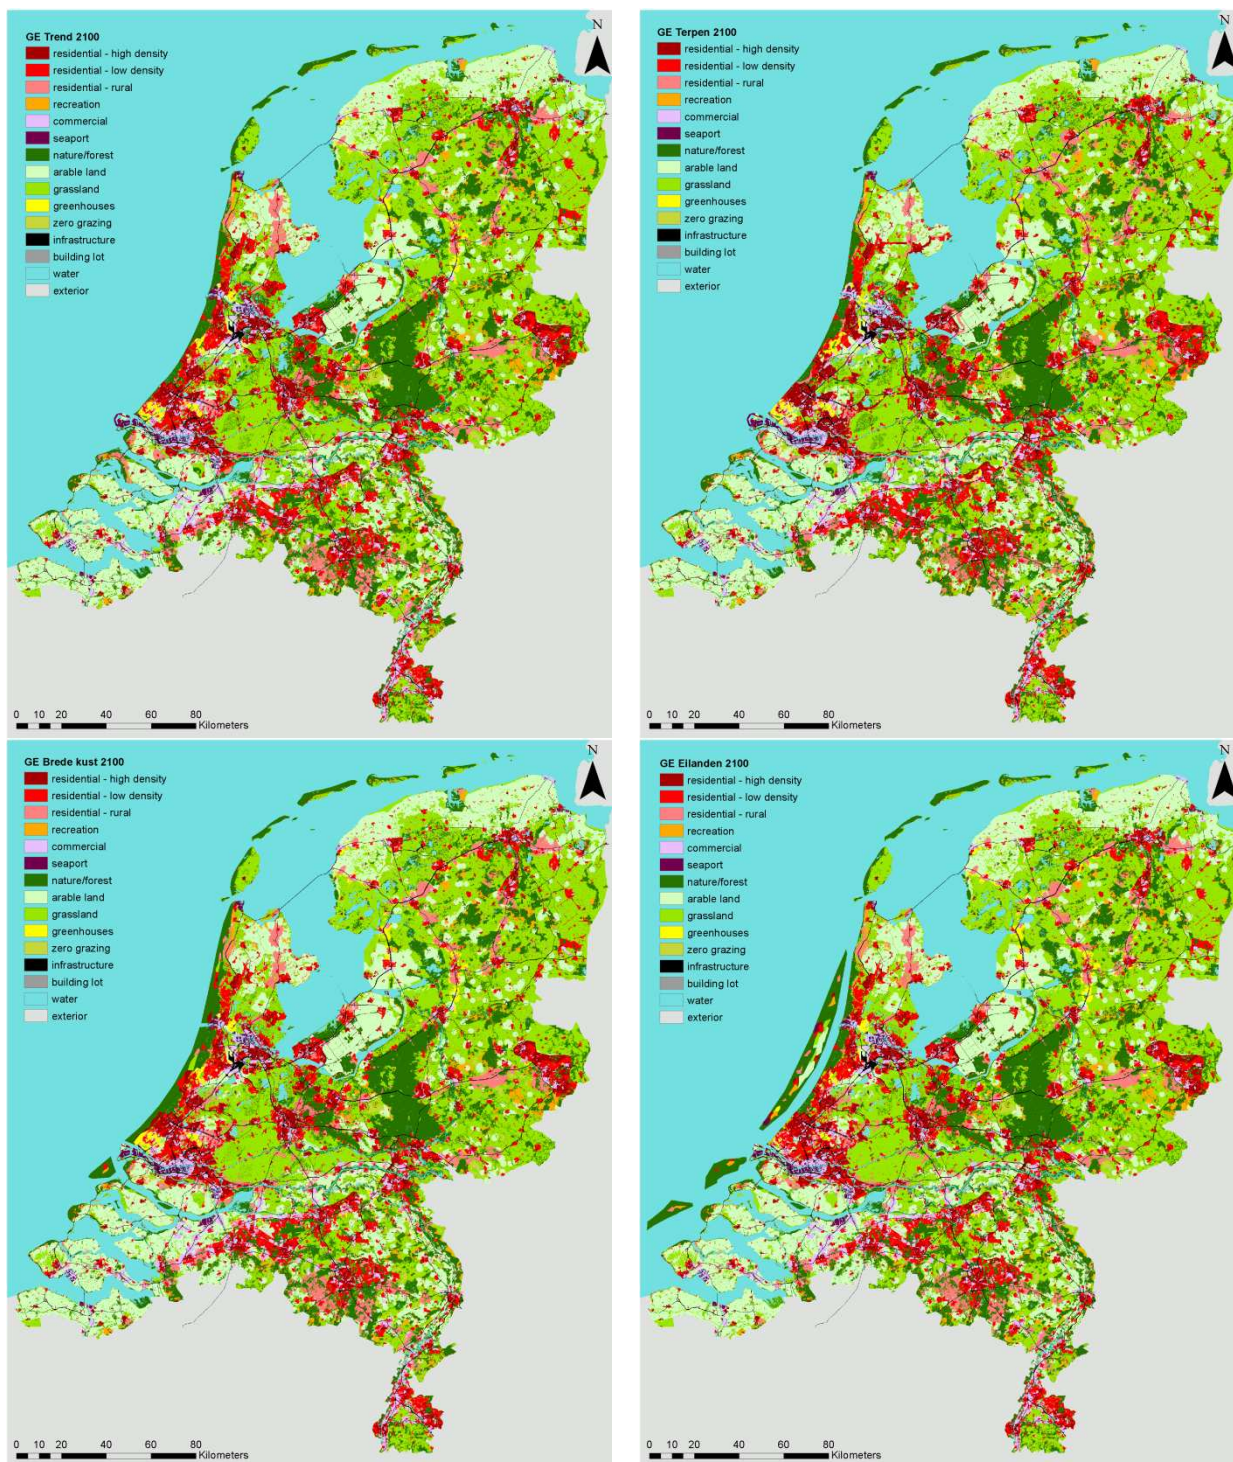 GE Trend 2100
residential - high density
residential - low density
residential - rural
recreation
commercial
seaport
nature/forest
arable land
grassland
greenhouses
zero grazing
infrastructure
building lot
water
exterior
N
0 10 20 40 60 80
Kilometers
GE Terpen 2100
residential - high density
residential - low density
residential - rural
recreation
commercial
seaport
nature/forest
arable land
grassland
greenhouses
zero grazing
infrastructure
building lot
water
exterior
N
0 10 20 40 60 80
Kilometers
GE Brede kust 2100
residential - high density
residential - low density
residential - rural
recreation
commercial
seaport
nature/forest
arable land
grassland
greenhouses
zero grazing
infrastructure
building lot
water
exterior
N
0 10 20 40 60 80
Kilometers
GE Eilanden 2100
residential - high density
residential - low density
residential - rural
recreation
commercial
seaport
nature/forest
arable land
grassland
greenhouses
zero grazing
infrastructure
building lot
water
exterior
N
0 10 20 40 60 80
Kilometers